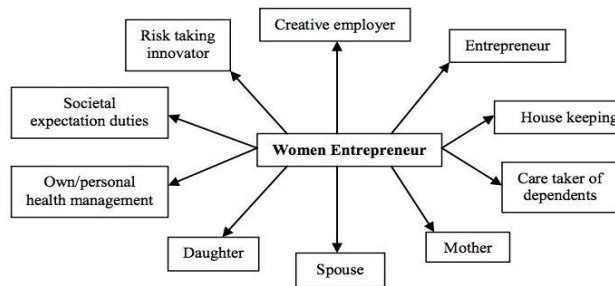 Creative employer
Risk taking
innovator
Entrepreneur
Societal
expectation duties
House keeping
Women Entrepreneur
Own/personal
health management
Care taker of
dependents
Daughter
Mother
Spouse